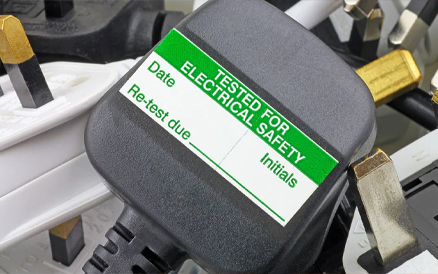 TESTED FOR
ELECTRICAL SAFETY
Date
Initials
Re-test due